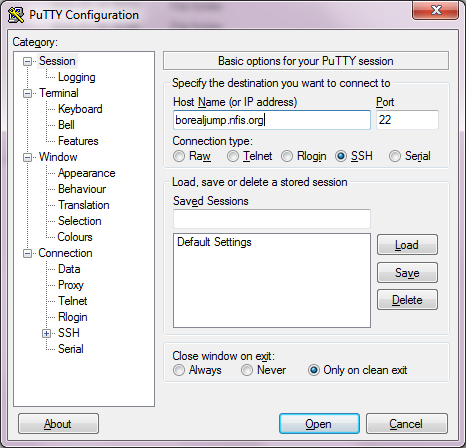 PuTTY Configuration
Category:
Session
Logging
Terminal
Keyboard
Bell
Features
Window
Appearance
Behaviour
Translation
Selection
Colours
Connection
Data
Proxy
Telnet
Rlogin
SSH
Serial
Basic options for your PuTTY session
Specify the destination you want to connect to
Host Name (or IP address) Port
borealjump.nfis.org 22
Connection type:
Raw Telnet Rlogin SSH Serial
Load, save or delete a stored session
Saved Sessions
Default Settings
Load
Save
Delete
Close window on exit:
Always Never Only on clean exit
About Open Cancel